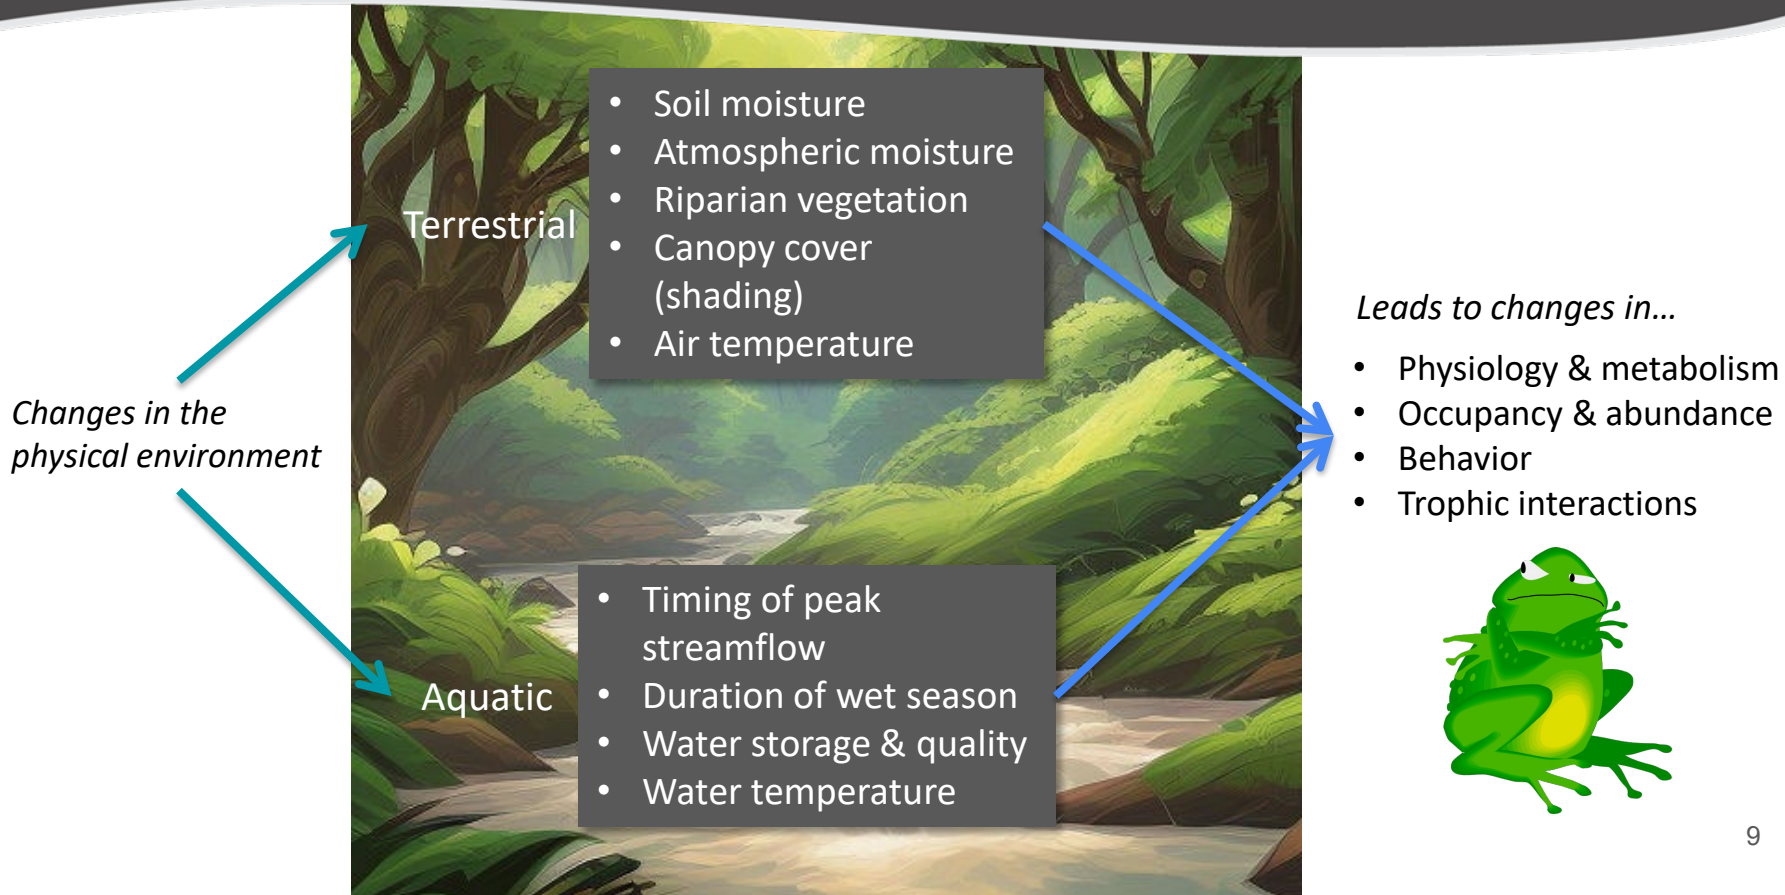 Changes in the
physical environment
Terrestrial
• Soil moisture
• Atmospheric moisture
• Riparian vegetation
• Canopy cover
(shading)
• Air temperature
Aquatic
• Timing of peak
streamflow
• Duration of wet season
• Water storage & quality
• Water temperature
Leads to changes in…
• Physiology & metabolism
• Occupancy & abundance
• Behavior
• Trophic interactions
9